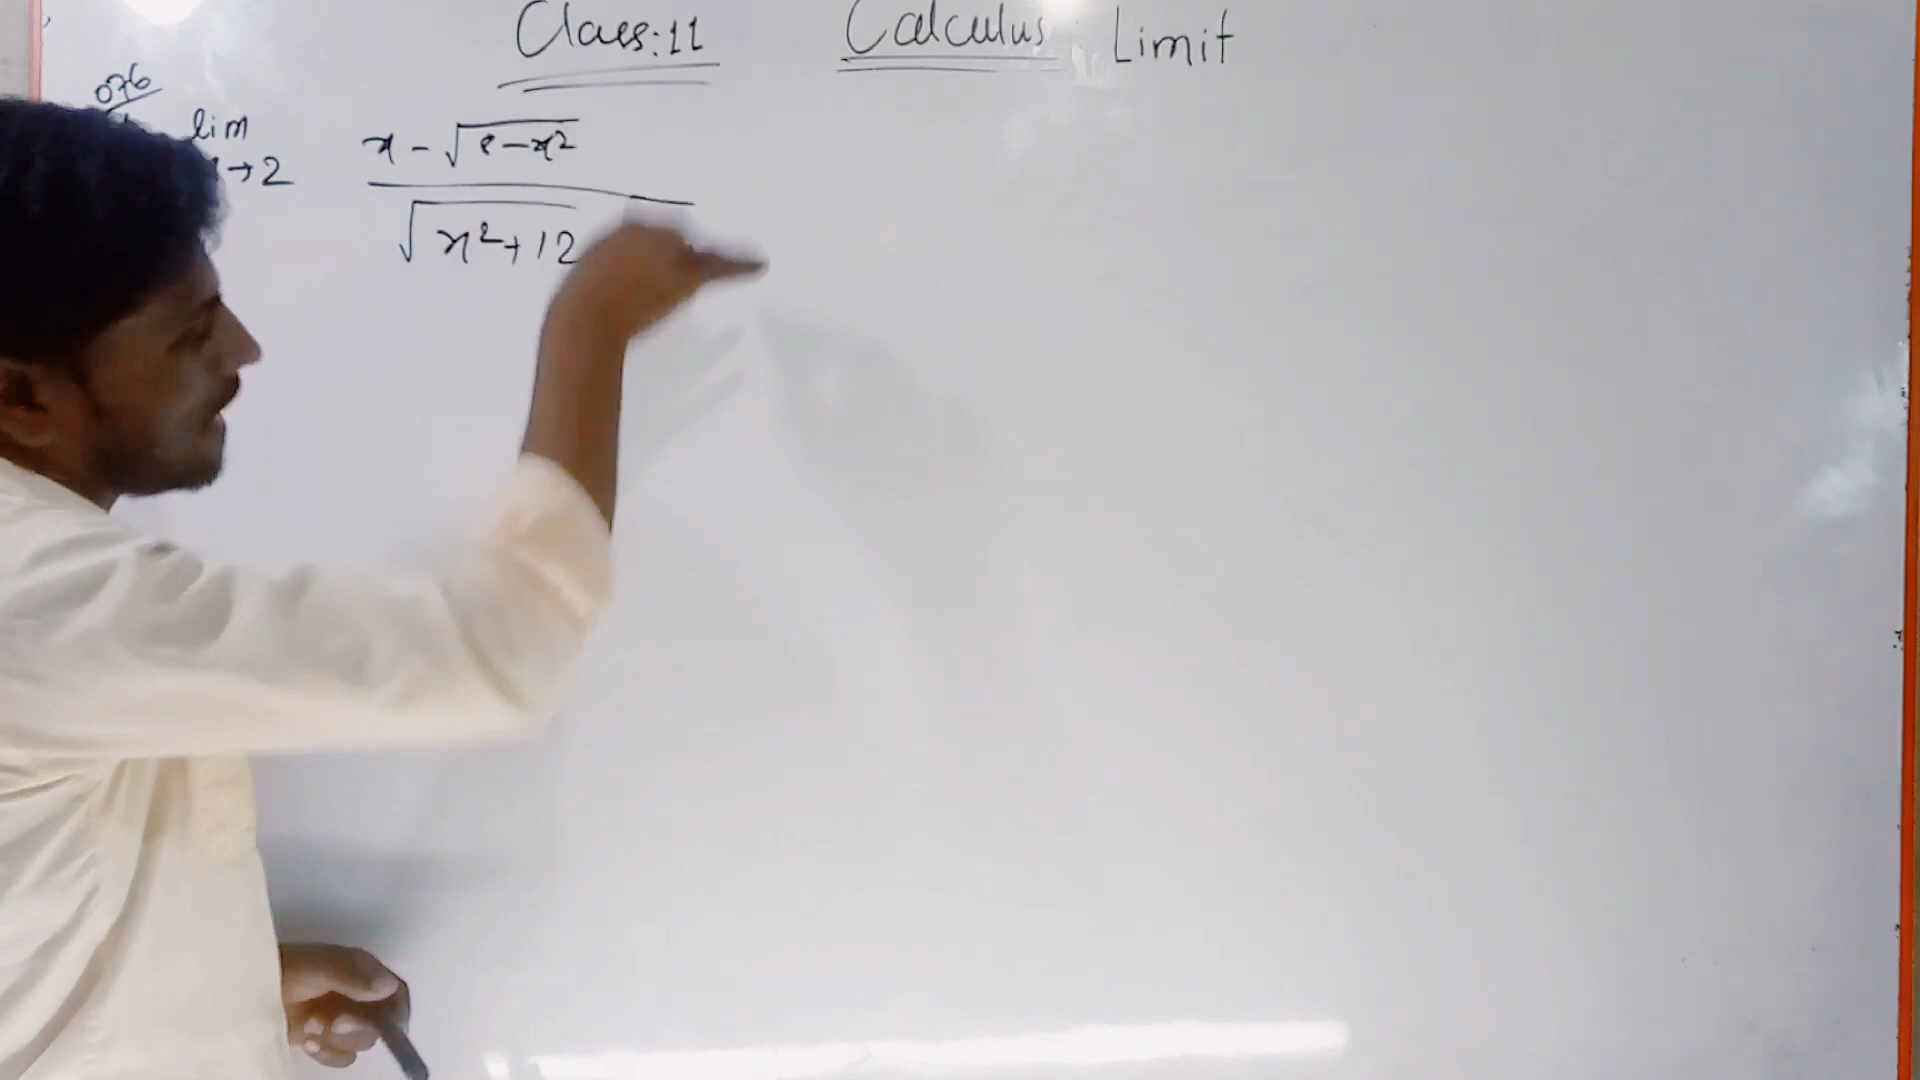 Class:11 Calculus : Limit
076
lim x - √8-x²
→2
√x²+12